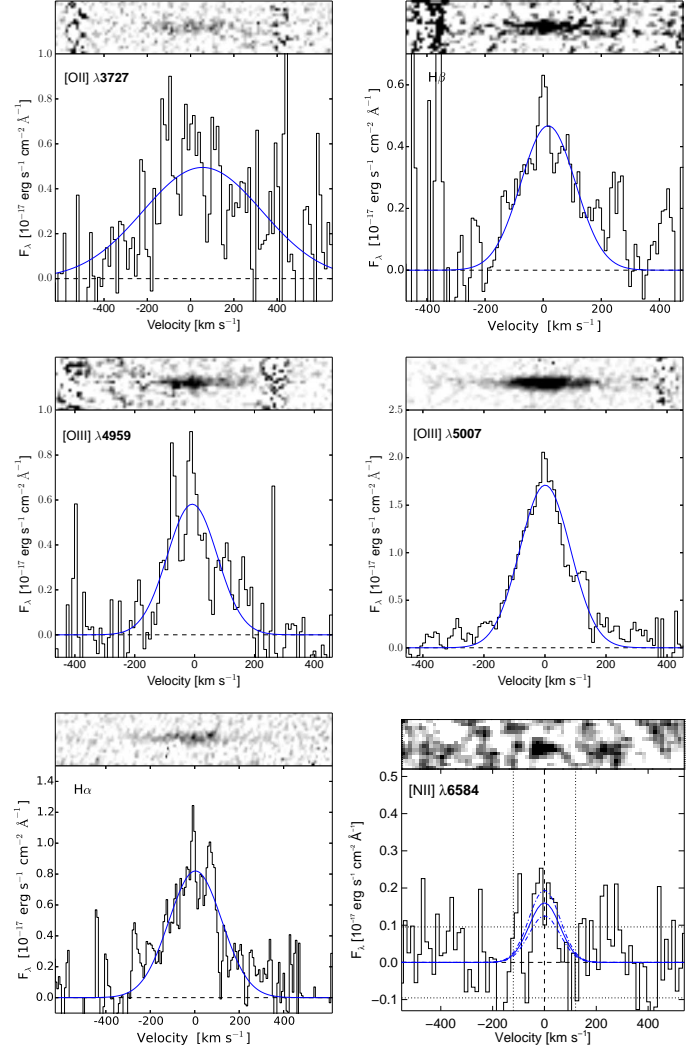 [OII] λ3727
F_λ [10⁻¹⁷ erg s⁻¹ cm⁻² Å⁻¹]
1.0
0.8
0.6
0.4
0.2
0.0
-400 -200 0 200 400 600
Velocity [km s⁻¹]
Hβ
F_λ [10⁻¹⁷ erg s⁻¹ cm⁻² Å⁻¹]
0.6
0.4
0.2
0.0
-400 -200 0 200 400
Velocity [km s⁻¹]
[OIII] λ4959
F_λ [10⁻¹⁷ erg s⁻¹ cm⁻² Å⁻¹]
1.0
0.8
0.6
0.4
0.2
0.0
-400 -200 0 200 400
Velocity [km s⁻¹]
[OIII] λ5007
F_λ [10⁻¹⁷ erg s⁻¹ cm⁻² Å⁻¹]
2.5
2.0
1.5
1.0
0.5
0.0
-400 -200 0 200 400
Velocity [km s⁻¹]
Hα
F_λ [10⁻¹⁷ erg s⁻¹ cm⁻² Å⁻¹]
1.4
1.2
1.0
0.8
0.6
0.4
0.2
0.0
-400 -200 0 200 400
Velocity [km s⁻¹]
[NII] λ6584
F_λ [10⁻¹⁷ erg s⁻¹ cm⁻² Å⁻¹]
0.5
0.4
0.3
0.2
0.1
0.0
−0.1
−400 −200 0 200 400
Velocity [km s⁻¹]